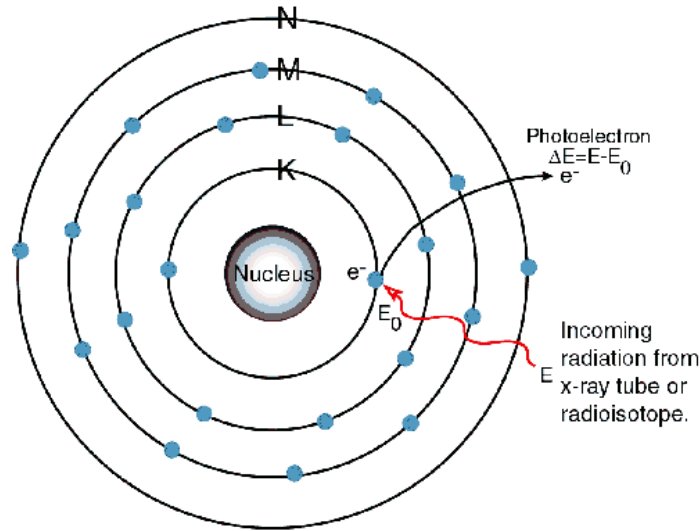 N
M
L
K
Photoelectron
ΔE=E-E₀
e⁻
Nucleus
e⁻
E₀
E
Incoming
radiation from
x-ray tube or
radioisotope.